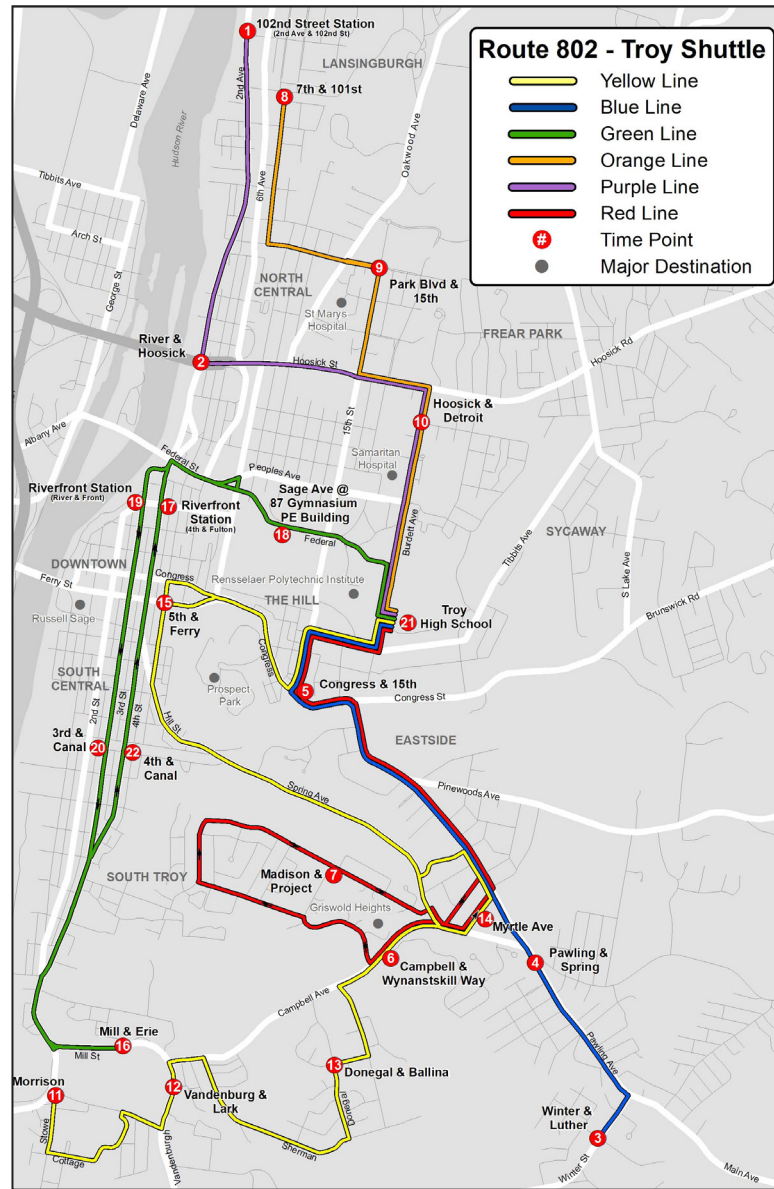 1
102nd Street Station
(2nd Ave & 102nd St)
LANSINGBURGH
Route 802 - Troy Shuttle
Yellow Line
Blue Line
Green Line
Orange Line
Purple Line
Red Line
# Time Point
Major Destination
Delaware Ave
2nd Ave
8
7th & 101st
Oakwood Ave
Hudson River
Tibbits Ave
6th Ave
Arch St
George St
NORTH
CENTRAL
9
Park Blvd &
15th
St Marys
Hospital
FREAR PARK
River &
Hoosick
2
Hoosick St
Hoosick Rd
Hoosick &
Detroit
10
15th St
Albany Ave
Federal St
Peoples Ave
Samaritan
Hospital
Riverfront Station
(River & Front)
19
17
Riverfront
Station
(4th & Fulton)
Sage Ave @
87 Gymnasium
PE Building
18
Federal
Burdett Ave
SYCAWAY
Tibbits Ave
S Lake Ave
DOWNTOWN
Ferry St
Congress
Rensselaer Polytechnic Institute
THE HILL
15
5th &
Ferry
Russell Sage
21
Troy
High School
Brunswick Rd
Congress
5
Congress & 15th
Congress St
SOUTH
CENTRAL
Prospect
Park
2nd St
3rd St
4th St
Hill St
EASTSIDE
3rd &
Canal
20
22
4th &
Canal
Spring Ave
Pinewoods Ave
SOUTH TROY
Madison &
Project
7
Griswold Heights
14
Myrtle Ave
6
Campbell &
Wynanstskill Way
4
Pawling &
Spring
Campbell Ave
Pawling Ave
Mill & Erie
16
Mill St
13
Donegal & Ballina
Morrison
11
12
Vandenburg &
Lark
Donegal
Winter &
Luther
3
Stowe
Cottage
Vandenburgh
Sherman
Winter St
Main Ave